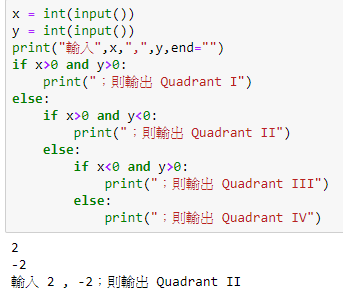 x = int(input())
y = int(input())
print("輸入",x,",",y,end="")
if x>0 and y>0:
    print("；則輸出 Quadrant I")
else:
    if x>0 and y<0:
        print("；則輸出 Quadrant II")
    else:
        if x<0 and y>0:
            print("；則輸出 Quadrant III")
        else:
            print("；則輸出 Quadrant IV")
2
-2
輸入 2 , -2；則輸出 Quadrant II